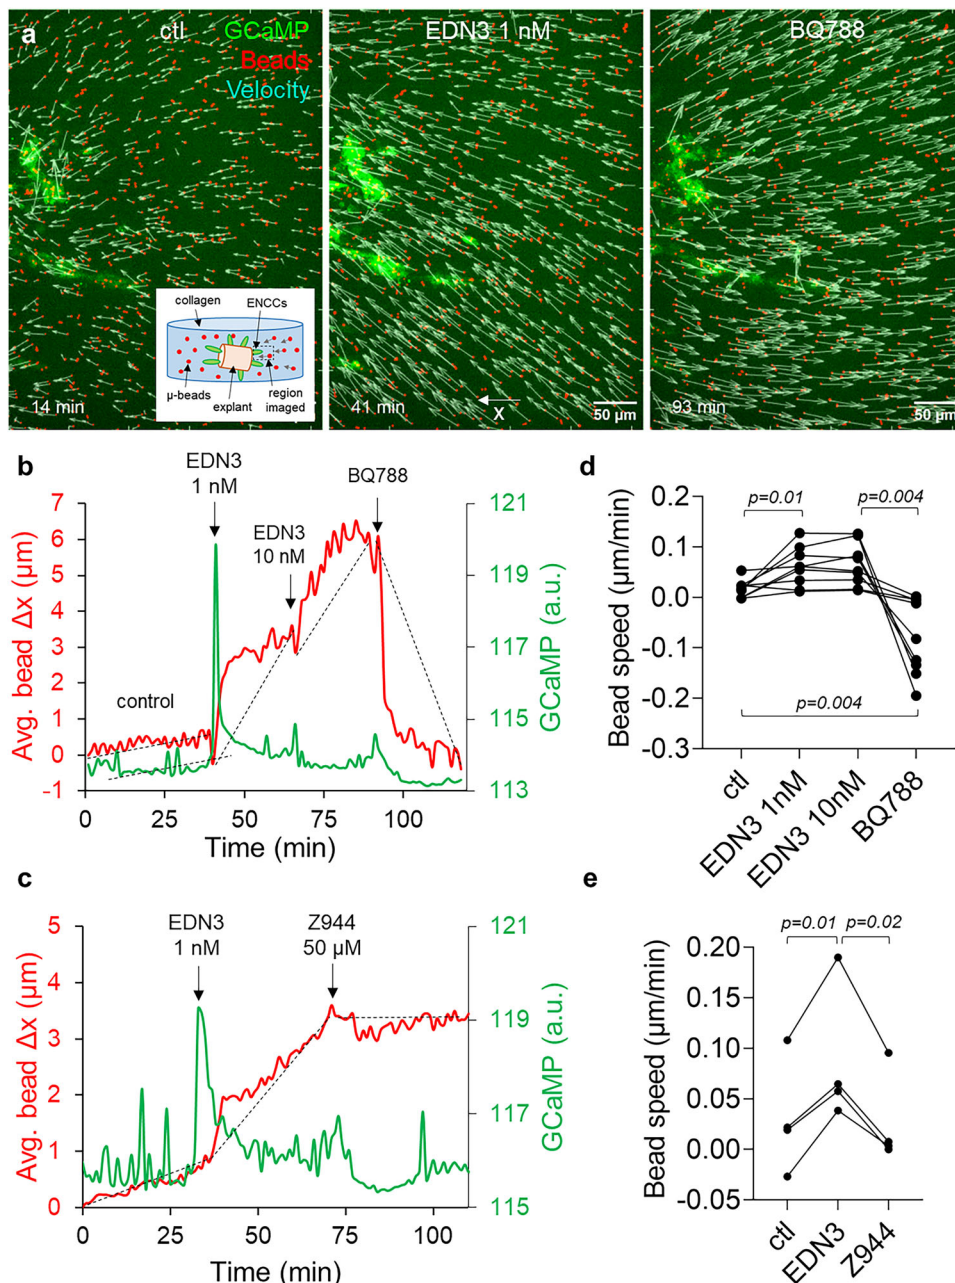 a
ctl
GCaMP
Beads
Velocity
EDN3 1 nM
BQ788
collagen
ENCCs
µ-beads
explant
region
imaged
14 min
41 min
X
50 µm
93 min
50 µm
b
EDN3
1 nM
EDN3
10 nM
BQ788
control
7
6
5
4
3
2
1
0
-1
Avg. bead Δx (µm)
121
119
117
115
113
GCaMP (a.u.)
0
25
50
75
100
Time (min)
d
p=0.01
p=0.004
p=0.004
0.2
0.1
0.0
-0.1
-0.2
-0.3
Bead speed (µm/min)
ctl
EDN3 1nM
EDN3 10nM
BQ788
c
EDN3
1 nM
Z944
50 µM
5
4
3
2
1
0
Avg. bead Δx (µm)
121
119
117
115
GCaMP (a.u.)
0
25
50
75
100
Time (min)
e
p=0.01
p=0.02
0.20
0.15
0.10
0.05
0.00
-0.05
Bead speed (µm/min)
ctl
EDN3
Z944